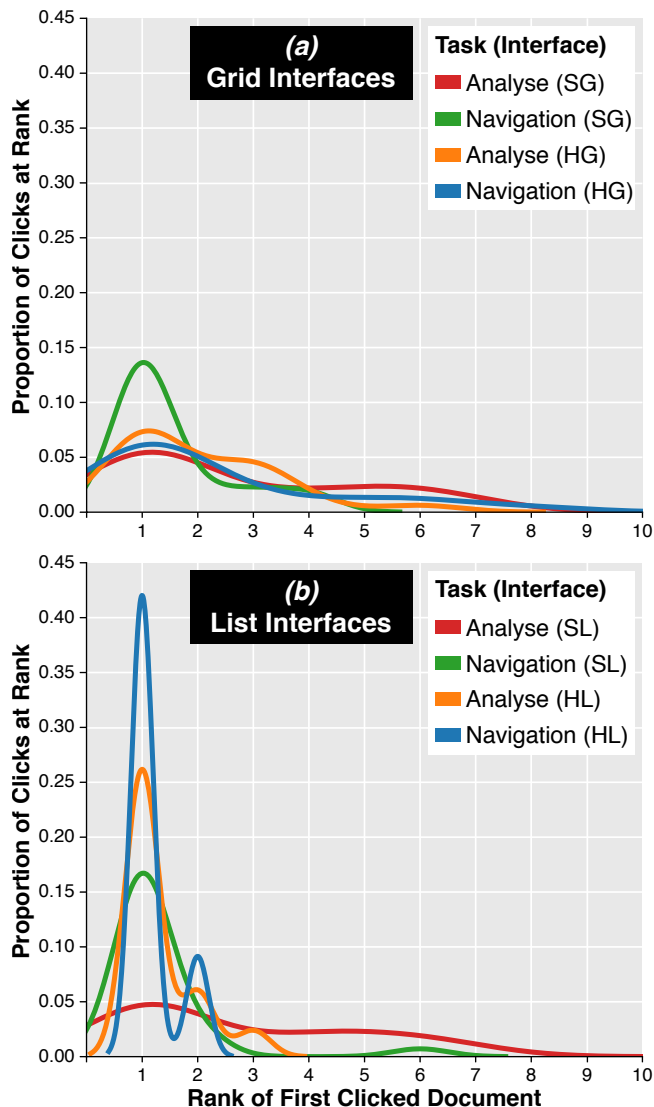 (a)
Grid Interfaces
Task (Interface)
Analyse (SG)
Navigation (SG)
Analyse (HG)
Navigation (HG)
Proportion of Clicks at Rank
0.45
0.40
0.35
0.30
0.25
0.20
0.15
0.10
0.05
0.00
1 2 3 4 5 6 7 8 9 10
(b)
List Interfaces
Task (Interface)
Analyse (SL)
Navigation (SL)
Analyse (HL)
Navigation (HL)
Proportion of Clicks at Rank
0.45
0.40
0.35
0.30
0.25
0.20
0.15
0.10
0.05
0.00
1 2 3 4 5 6 7 8 9 10
Rank of First Clicked Document